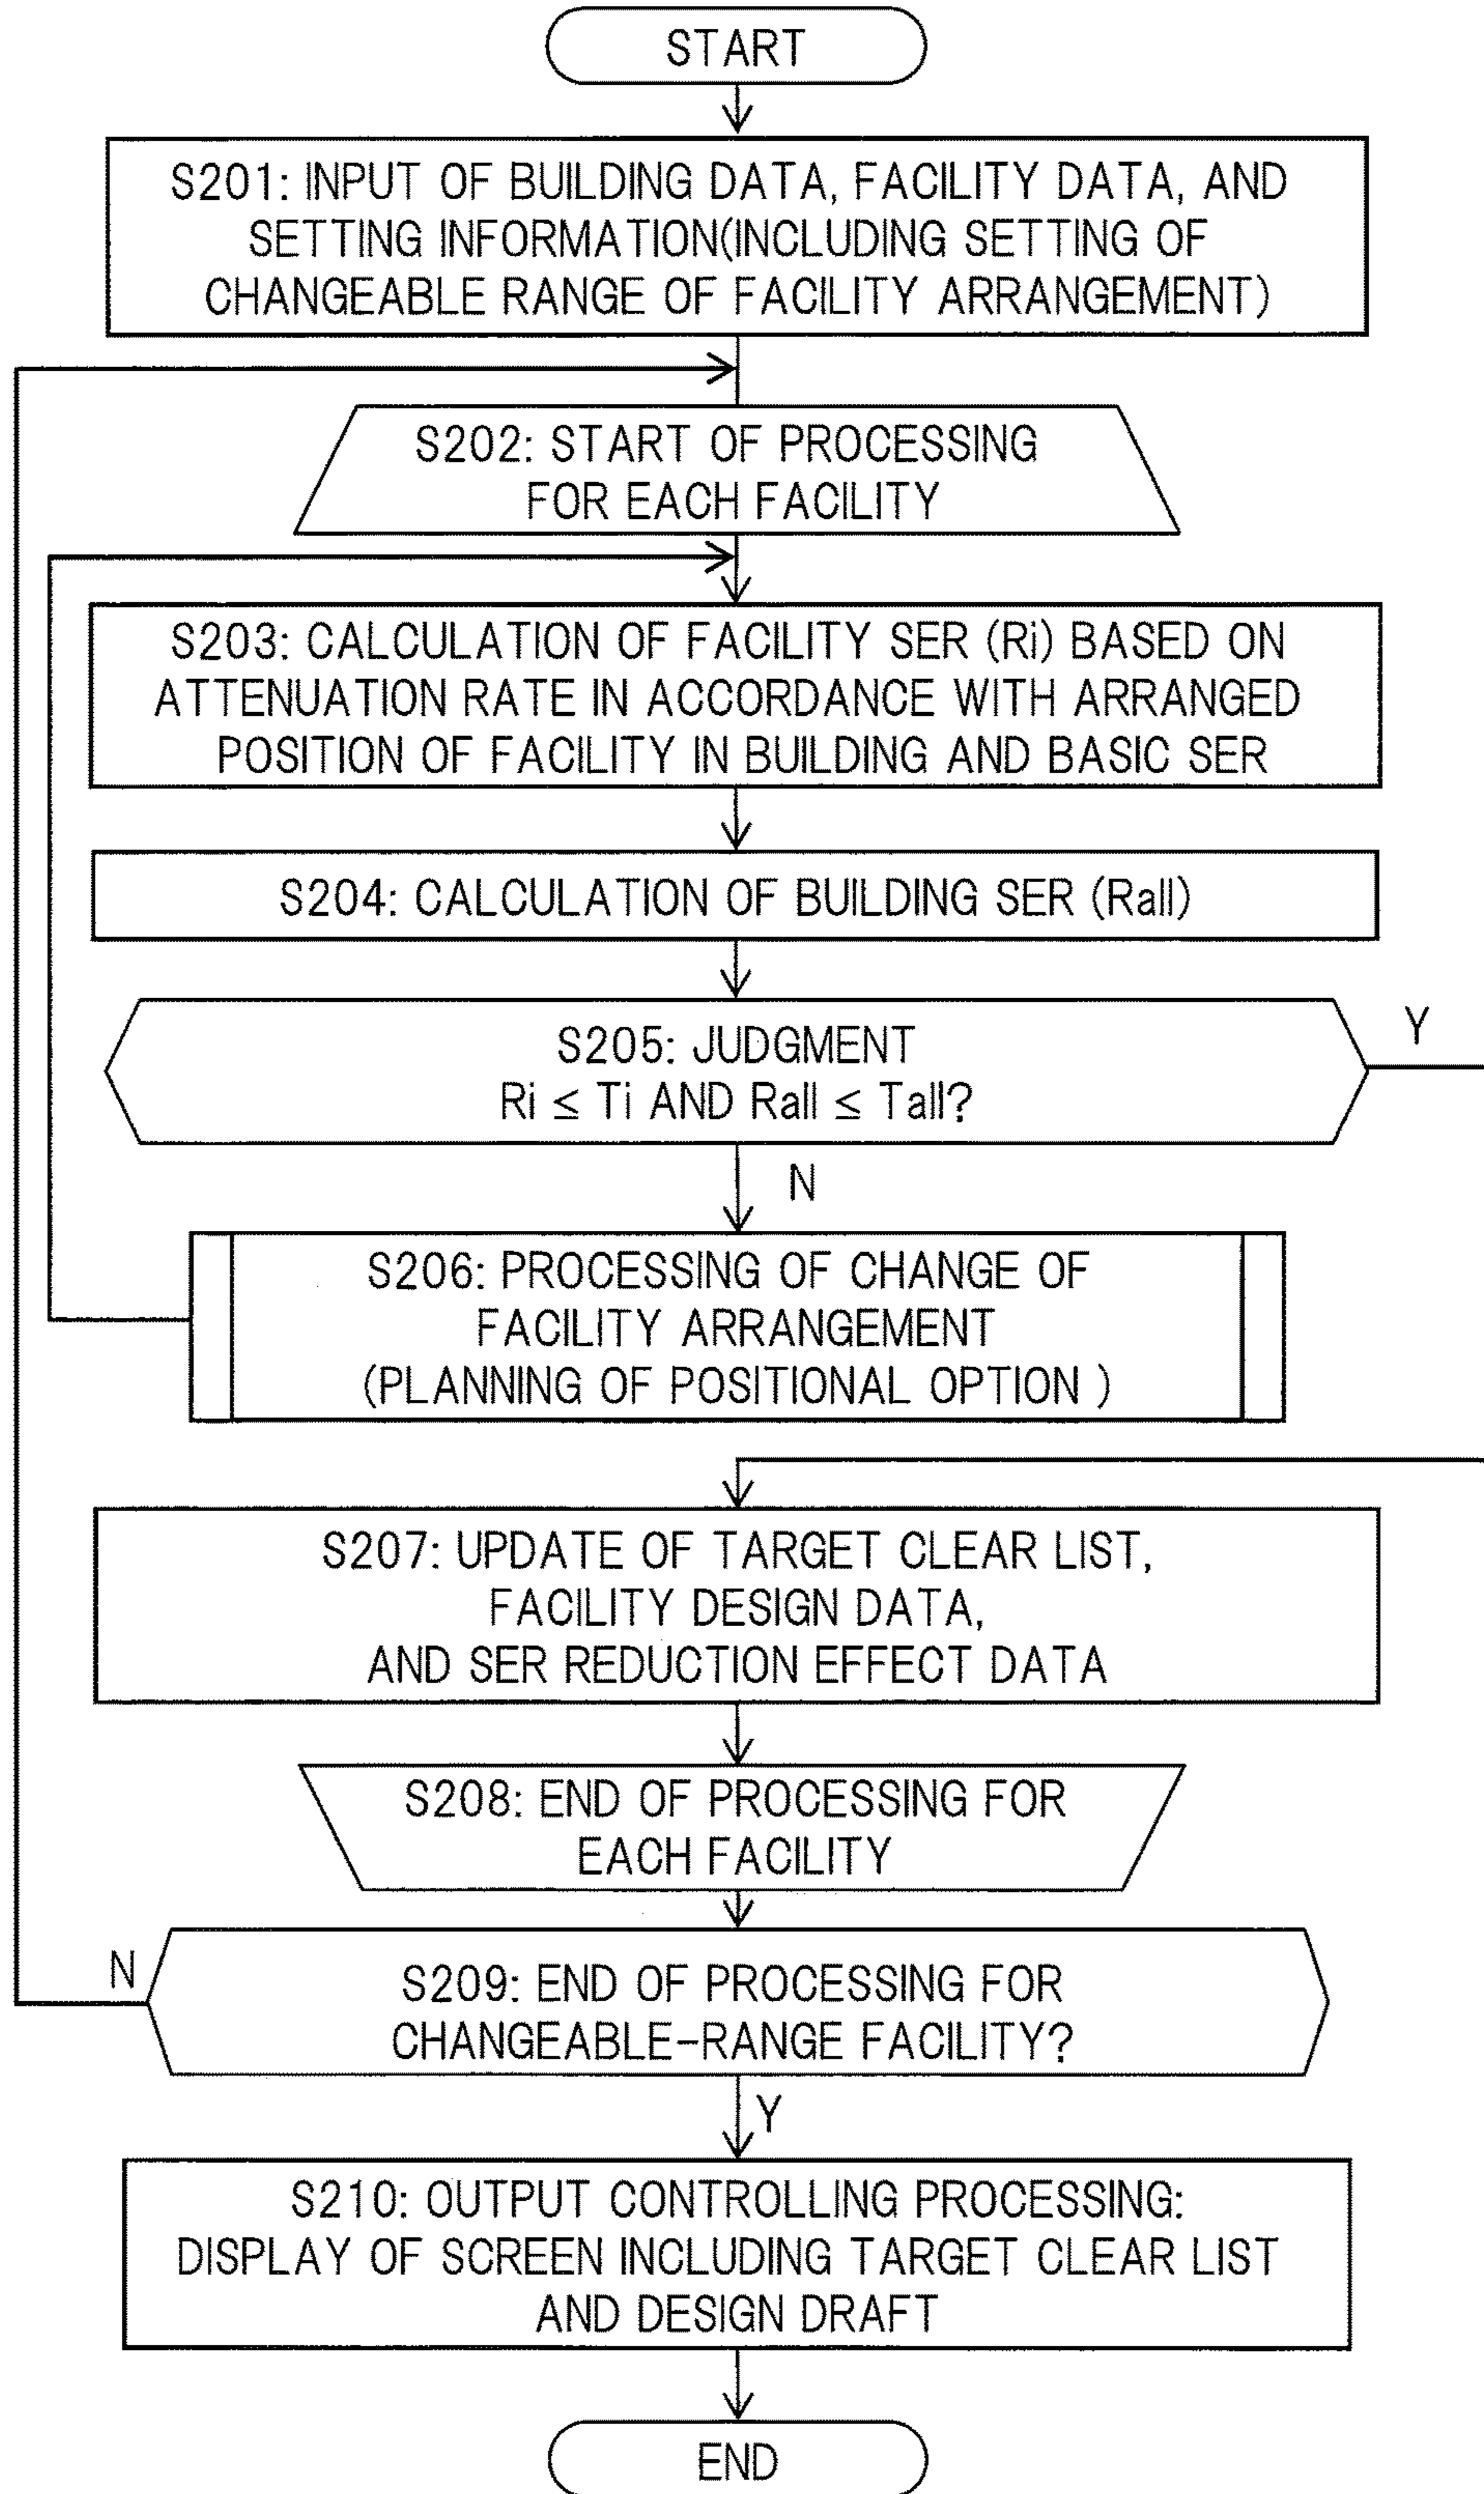 START
S201: INPUT OF BUILDING DATA, FACILITY DATA, AND
SETTING INFORMATION(INCLUDING SETTING OF
CHANGEABLE RANGE OF FACILITY ARRANGEMENT)
S202: START OF PROCESSING
FOR EACH FACILITY
S203: CALCULATION OF FACILITY SER (Ri) BASED ON
ATTENUATION RATE IN ACCORDANCE WITH ARRANGED
POSITION OF FACILITY IN BUILDING AND BASIC SER
S204: CALCULATION OF BUILDING SER (Rall)
S205: JUDGMENT
Ri ≤ Ti AND Rall ≤ Tall?
Y
N
S206: PROCESSING OF CHANGE OF
FACILITY ARRANGEMENT
(PLANNING OF POSITIONAL OPTION )
S207: UPDATE OF TARGET CLEAR LIST,
FACILITY DESIGN DATA,
AND SER REDUCTION EFFECT DATA
S208: END OF PROCESSING FOR
EACH FACILITY
N
S209: END OF PROCESSING FOR
CHANGEABLE-RANGE FACILITY?
Y
S210: OUTPUT CONTROLLING PROCESSING:
DISPLAY OF SCREEN INCLUDING TARGET CLEAR LIST
AND DESIGN DRAFT
END